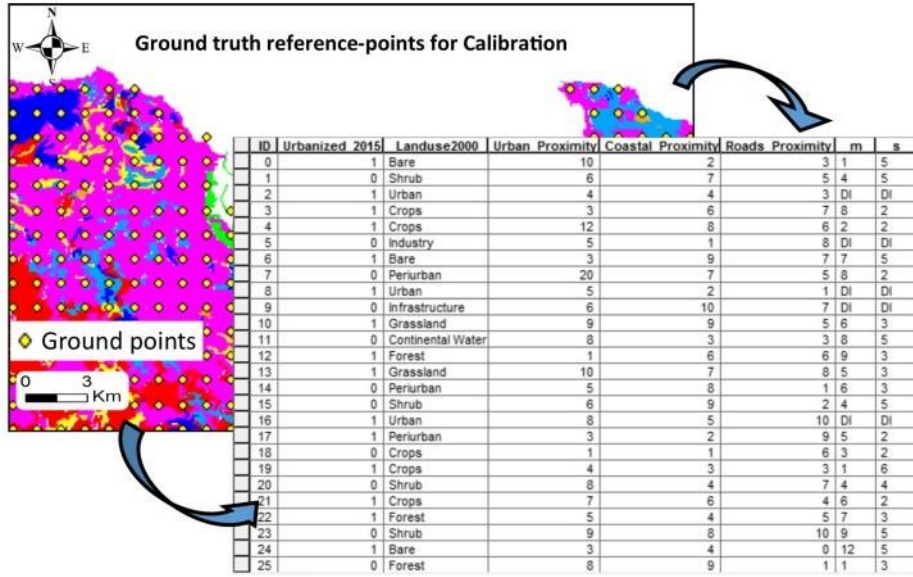 N
W E
S
Ground truth reference-points for Calibration
ID Urbanized 2015 Landuse2000 Urban Proximity Coastal Proximity Roads Proximity m s
0 1 Bare 10 2 3 1 5
1 0 Shrub 6 7 5 4 5
2 1 Urban 4 4 3 DI DI
3 1 Crops 3 6 7 8 2
4 1 Crops 12 8 6 2 2
5 0 Industry 5 1 8 DI DI
6 1 Bare 3 9 7 7 5
7 0 Periurban 20 7 5 8 2
8 1 Urban 5 2 1 DI DI
9 0 Infrastructure 6 10 7 DI DI
10 1 Grassland 9 9 5 6 3
11 0 Continental Water 8 3 3 8 5
12 1 Forest 1 6 6 9 3
13 1 Grassland 10 7 8 5 3
14 0 Periurban 5 8 1 6 3
15 0 Shrub 6 9 2 4 5
16 1 Urban 8 5 10 DI DI
17 1 Periurban 3 2 9 5 2
18 0 Crops 1 1 6 3 2
19 1 Crops 4 3 3 1 6
20 0 Shrub 8 4 7 4 4
21 1 Crops 7 6 4 6 2
22 1 Forest 5 4 5 7 3
23 0 Shrub 9 8 10 9 5
24 1 Bare 3 4 0 12 5
25 0 Forest 8 9 1 1 3
Ground points
0 3
Km